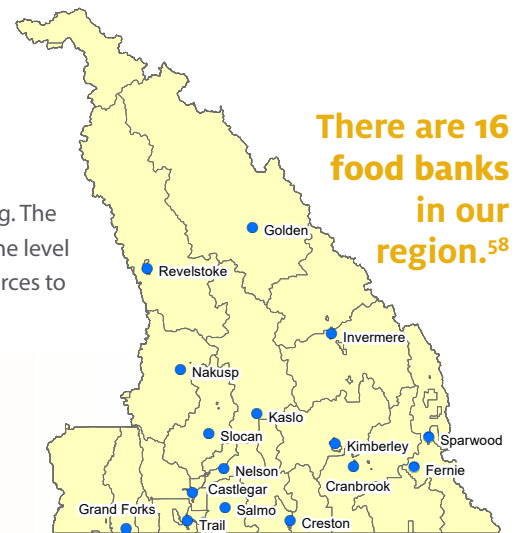 There are 16
food banks
in our
region.58
g. The
ne level
rces to
Golden
Revelstoke
Invermere
Nakusp
Kaslo
Slocan
Kimberley
Sparwood
Nelson
Fernie
Cranbrook
Castlegar
Grand Forks
Salmo
Trail
Creston